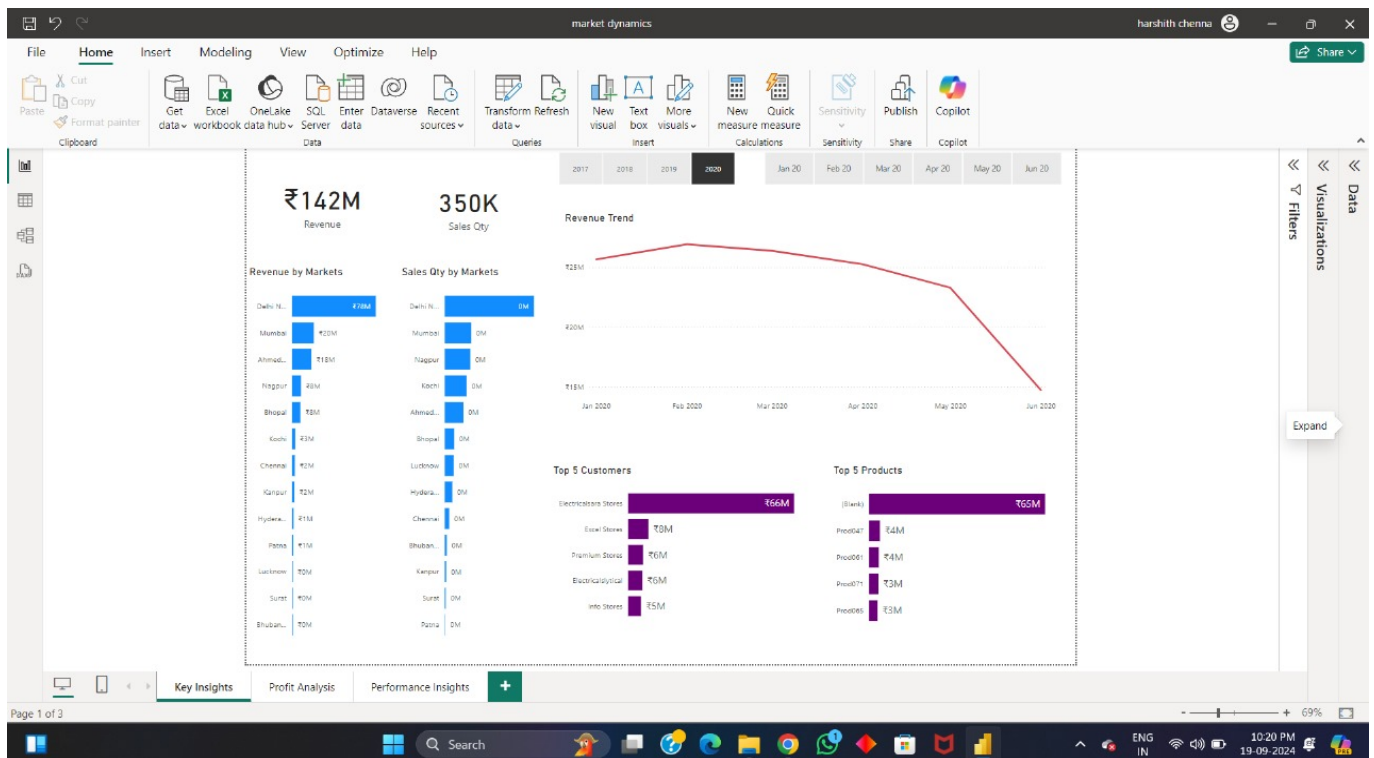 market dynamics
harshith chenna
File Home Insert Modeling View Optimize Help
Share
Paste
Cut
Copy
Format painter
Get data
Excel workbook
OneLake data hub
SQL Server
Enter data
Dataverse
Recent sources
Transform data
Refresh
New visual
Text box
More visuals
New measure
Quick measure
Sensitivity
Publish
Copilot
Clipboard
Data
Queries
Insert
Calculations
Sensitivity
Share
Copilot
2017 2018 2019 2020
Jan 20 Feb 20 Mar 20 Apr 20 May 20 Jun 20
₹142M
Revenue
350K
Sales Qty
Revenue by Markets
Delhi N... ₹78M
Mumbai ₹20M
Ahmed... ₹18M
Nagpur ₹8M
Bhopal ₹8M
Kochi ₹3M
Chennai ₹2M
Kanpur ₹2M
Hydera... ₹1M
Patna ₹1M
Lucknow ₹0M
Surat ₹0M
Bhuban... ₹0M
Sales Qty by Markets
Delhi N... 0M
Mumbai 0M
Nagpur 0M
Kochi 0M
Ahmed... 0M
Bhopal 0M
Lucknow 0M
Hydera... 0M
Chennai 0M
Bhuban... 0M
Kanpur 0M
Surat 0M
Patna 0M
Revenue Trend
₹25M
₹20M
₹15M
Jan 2020 Feb 2020 Mar 2020 Apr 2020 May 2020 Jun 2020
Top 5 Customers
Electricalsara Stores ₹66M
Excel Stores ₹8M
Premium Stores ₹6M
Electricalslytical ₹6M
Info Stores ₹5M
Top 5 Products
(Blank) ₹65M
Prod047 ₹4M
Prod061 ₹4M
Prod071 ₹3M
Prod065 ₹3M
Filters
Visualizations
Data
Expand
Key Insights
Profit Analysis
Performance Insights
+
Page 1 of 3
- + 69%
Search
ENG
IN
10:20 PM
19-09-2024